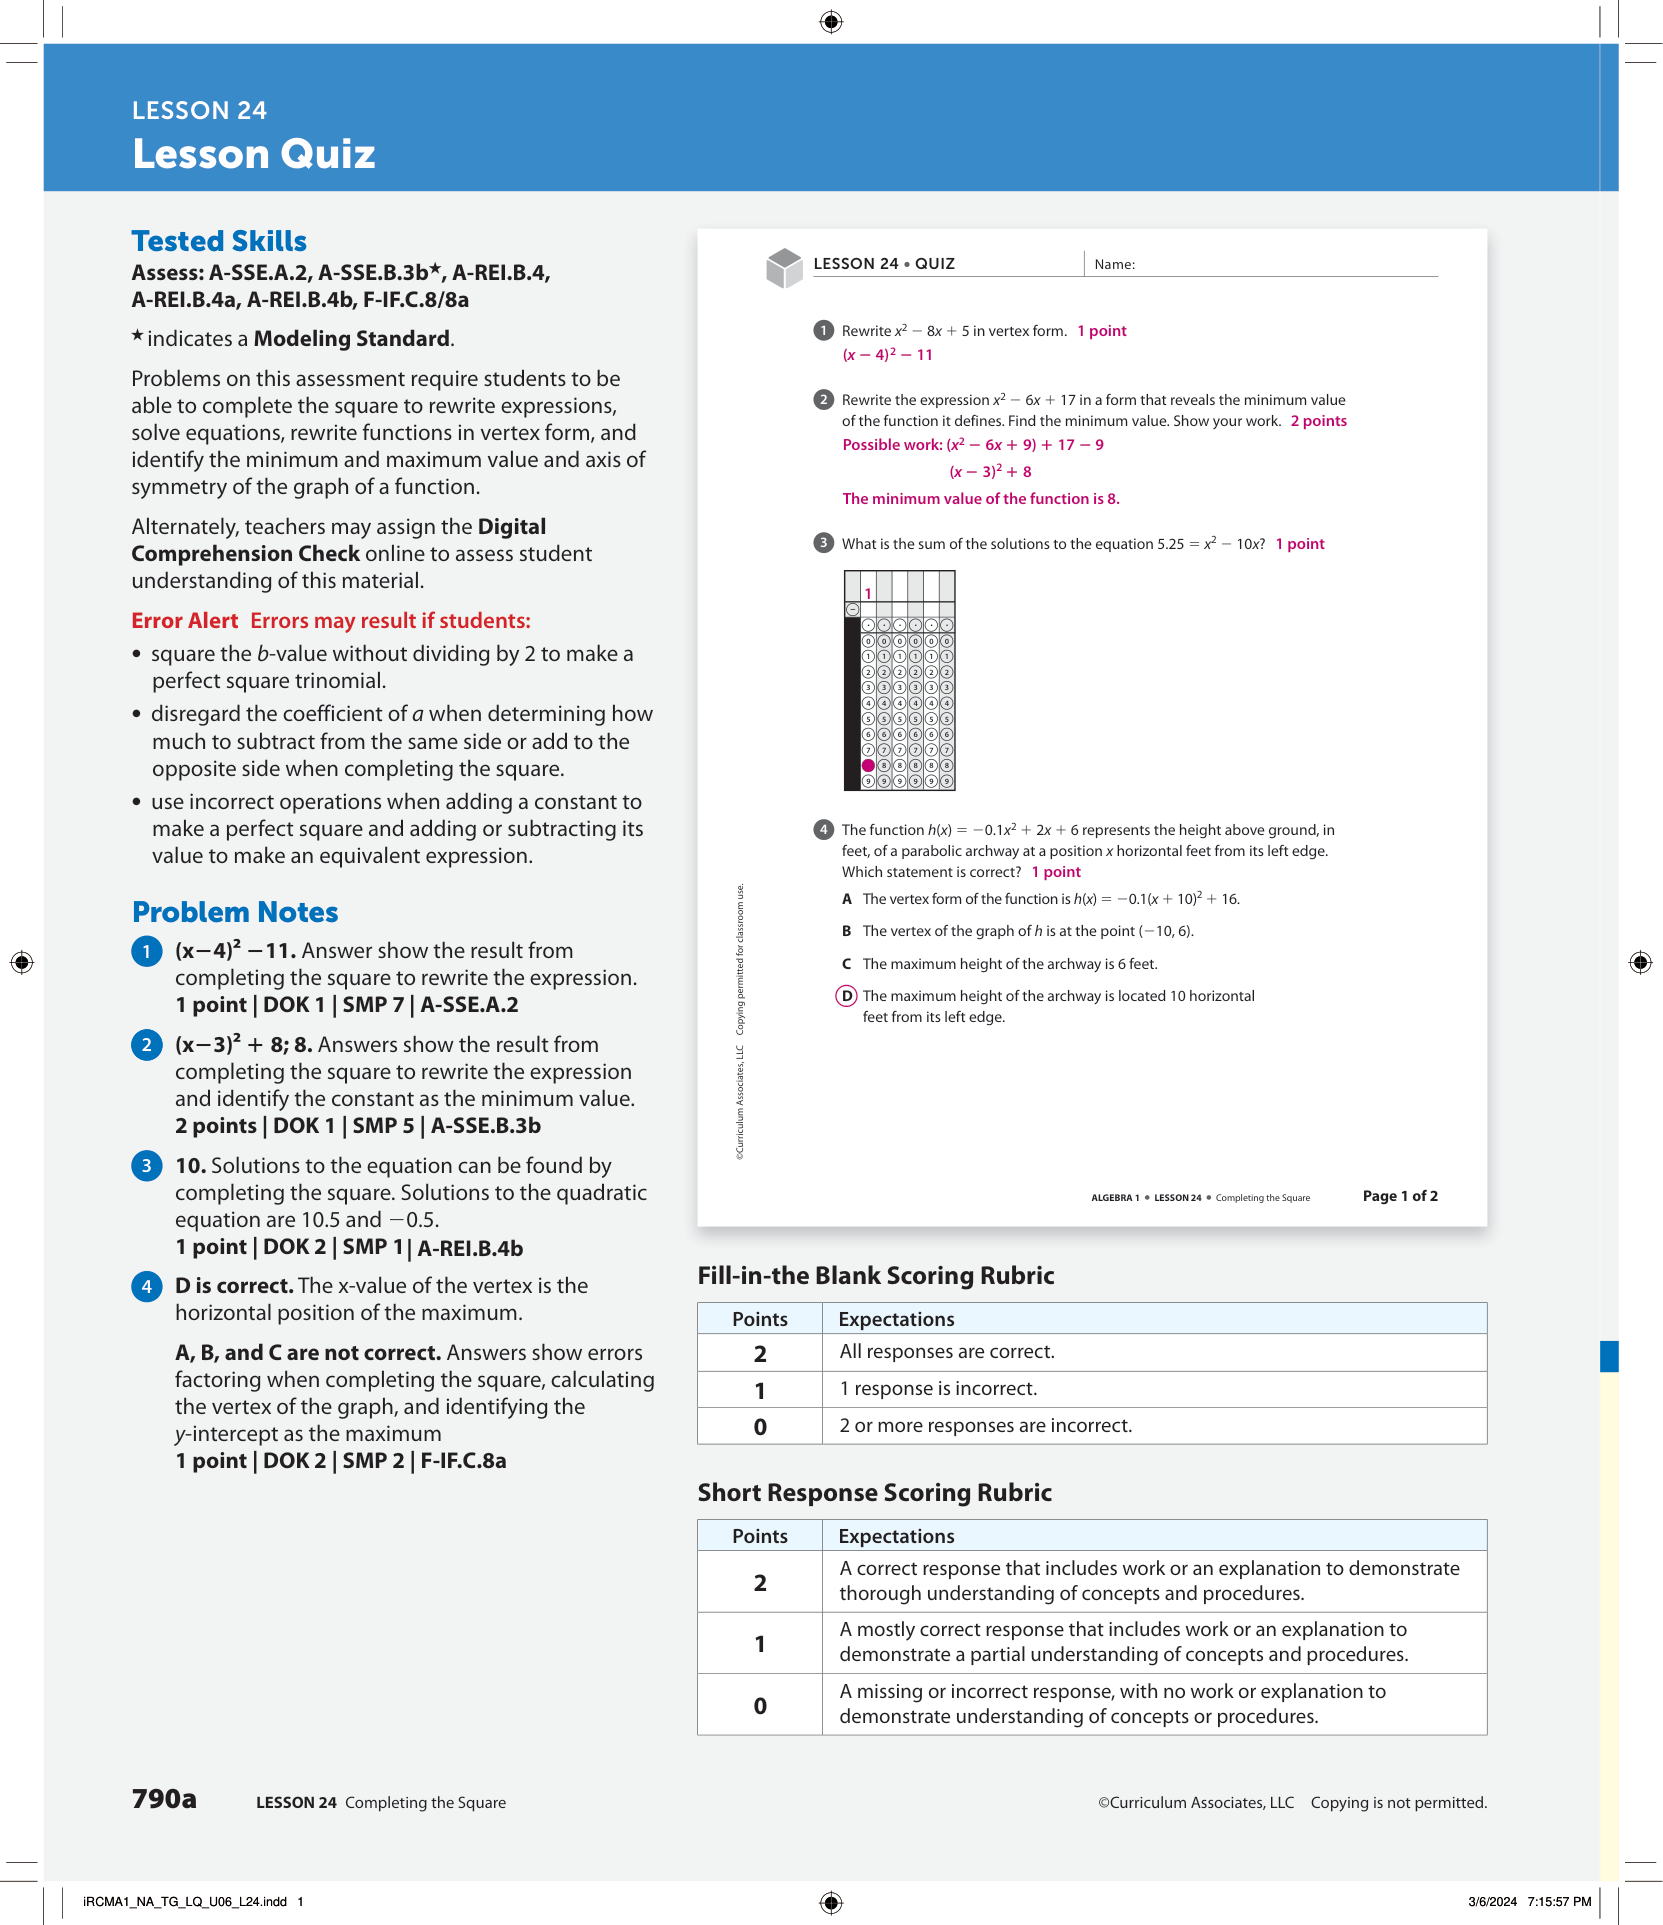 LESSON 24
Lesson Quiz
Tested Skills
Assess: A-SSE.A.2, A-SSE.B.3b★, A-REI.B.4,
A-REI.B.4a, A-REI.B.4b, F-IF.C.8/8a
★ indicates a Modeling Standard.
Problems on this assessment require students to be
able to complete the square to rewrite expressions,
solve equations, rewrite functions in vertex form, and
identify the minimum and maximum value and axis of
symmetry of the graph of a function.
Alternately, teachers may assign the Digital
Comprehension Check online to assess student
understanding of this material.
Error Alert Errors may result if students:
• square the b-value without dividing by 2 to make a
perfect square trinomial.
• disregard the coefficient of a when determining how
much to subtract from the same side or add to the
opposite side when completing the square.
• use incorrect operations when adding a constant to
make a perfect square and adding or subtracting its
value to make an equivalent expression.
Problem Notes
1 (x−4)² −11. Answer show the result from
completing the square to rewrite the expression.
1 point | DOK 1 | SMP 7 | A-SSE.A.2
2 (x−3)² + 8; 8. Answers show the result from
completing the square to rewrite the expression
and identify the constant as the minimum value.
2 points | DOK 1 | SMP 5 | A-SSE.B.3b
3 10. Solutions to the equation can be found by
completing the square. Solutions to the quadratic
equation are 10.5 and −0.5.
1 point | DOK 2 | SMP 1 | A-REI.B.4b
4 D is correct. The x-value of the vertex is the
horizontal position of the maximum.
A, B, and C are not correct. Answers show errors
factoring when completing the square, calculating
the vertex of the graph, and identifying the
y-intercept as the maximum
1 point | DOK 2 | SMP 2 | F-IF.C.8a
LESSON 24 • QUIZ
Name:
1 Rewrite x² − 8x + 5 in vertex form. 1 point
(x − 4)² − 11
2 Rewrite the expression x² − 6x + 17 in a form that reveals the minimum value
of the function it defines. Find the minimum value. Show your work. 2 points
Possible work: (x² − 6x + 9) + 17 − 9
(x − 3)² + 8
The minimum value of the function is 8.
3 What is the sum of the solutions to the equation 5.25 = x² − 10x? 1 point
1
−
· · · · · ·
0 0 0 0 0 0
1 1 1 1 1 1
2 2 2 2 2 2
3 3 3 3 3 3
4 4 4 4 4 4
5 5 5 5 5 5
6 6 6 6 6 6
7 7 7 7 7 7
8 8 8 8 8
9 9 9 9 9 9
4 The function h(x) = −0.1x² + 2x + 6 represents the height above ground, in
feet, of a parabolic archway at a position x horizontal feet from its left edge.
Which statement is correct? 1 point
A The vertex form of the function is h(x) = −0.1(x + 10)² + 16.
B The vertex of the graph of h is at the point (−10, 6).
C The maximum height of the archway is 6 feet.
D The maximum height of the archway is located 10 horizontal
feet from its left edge.
©Curriculum Associates, LLC Copying permitted for classroom use.
ALGEBRA 1 • LESSON 24 • Completing the Square Page 1 of 2
Fill-in-the Blank Scoring Rubric
Points Expectations
2 All responses are correct.
1 1 response is incorrect.
0 2 or more responses are incorrect.
Short Response Scoring Rubric
Points Expectations
2 A correct response that includes work or an explanation to demonstrate
thorough understanding of concepts and procedures.
1 A mostly correct response that includes work or an explanation to
demonstrate a partial understanding of concepts and procedures.
0 A missing or incorrect response, with no work or explanation to
demonstrate understanding of concepts or procedures.
790a LESSON 24 Completing the Square
©Curriculum Associates, LLC Copying is not permitted.
iRCMA1_NA_TG_LQ_U06_L24.indd 1
3/6/2024 7:15:57 PM